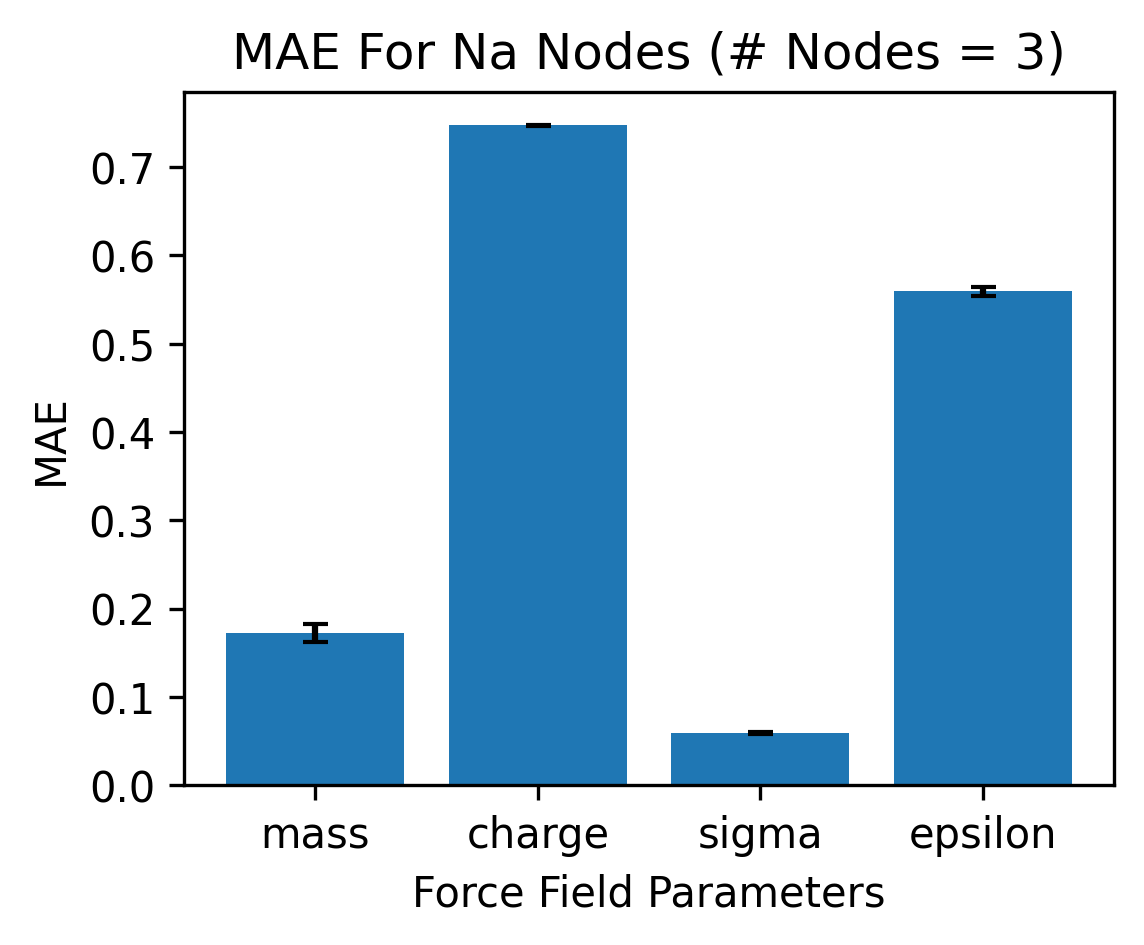 MAE For Na Nodes (# Nodes = 3)
MAE
0.7
0.6
0.5
0.4
0.3
0.2
0.1
0.0
mass charge sigma epsilon
Force Field Parameters